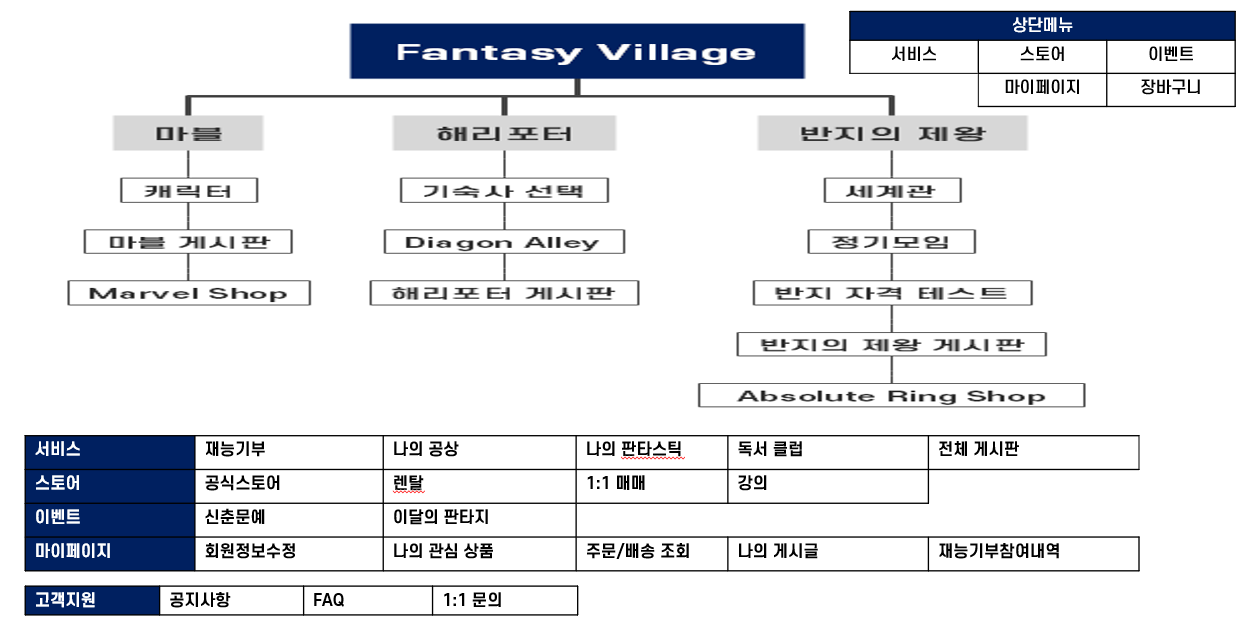 Fantasy Village
상단메뉴
서비스 스토어 이벤트
마이페이지 장바구니
마블 해리포터 반지의 제왕
캐릭터 기숙사 선택 세계관
마블 게시판 Diagon Alley 정기모임
Marvel Shop 해리포터 게시판 반지 자격 테스트
반지의 제왕 게시판
Absolute Ring Shop
서비스 재능기부 나의 공상 나의 판타스틱 독서 클럽 전체 게시판
스토어 공식스토어 렌탈 1:1 매매 강의
이벤트 신춘문예 이달의 판타지
마이페이지 회원정보수정 나의 관심 상품 주문/배송 조회 나의 게시글 재능기부참여내역
고객지원 공지사항 FAQ 1:1 문의